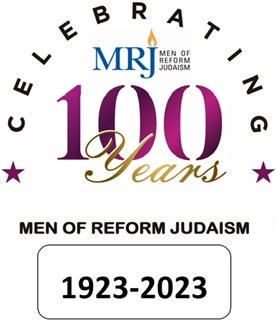 CELEBRATING
MRJ MEN OF
REFORM
JUDAISM
100
Years
MEN OF REFORM JUDAISM
1923-2023